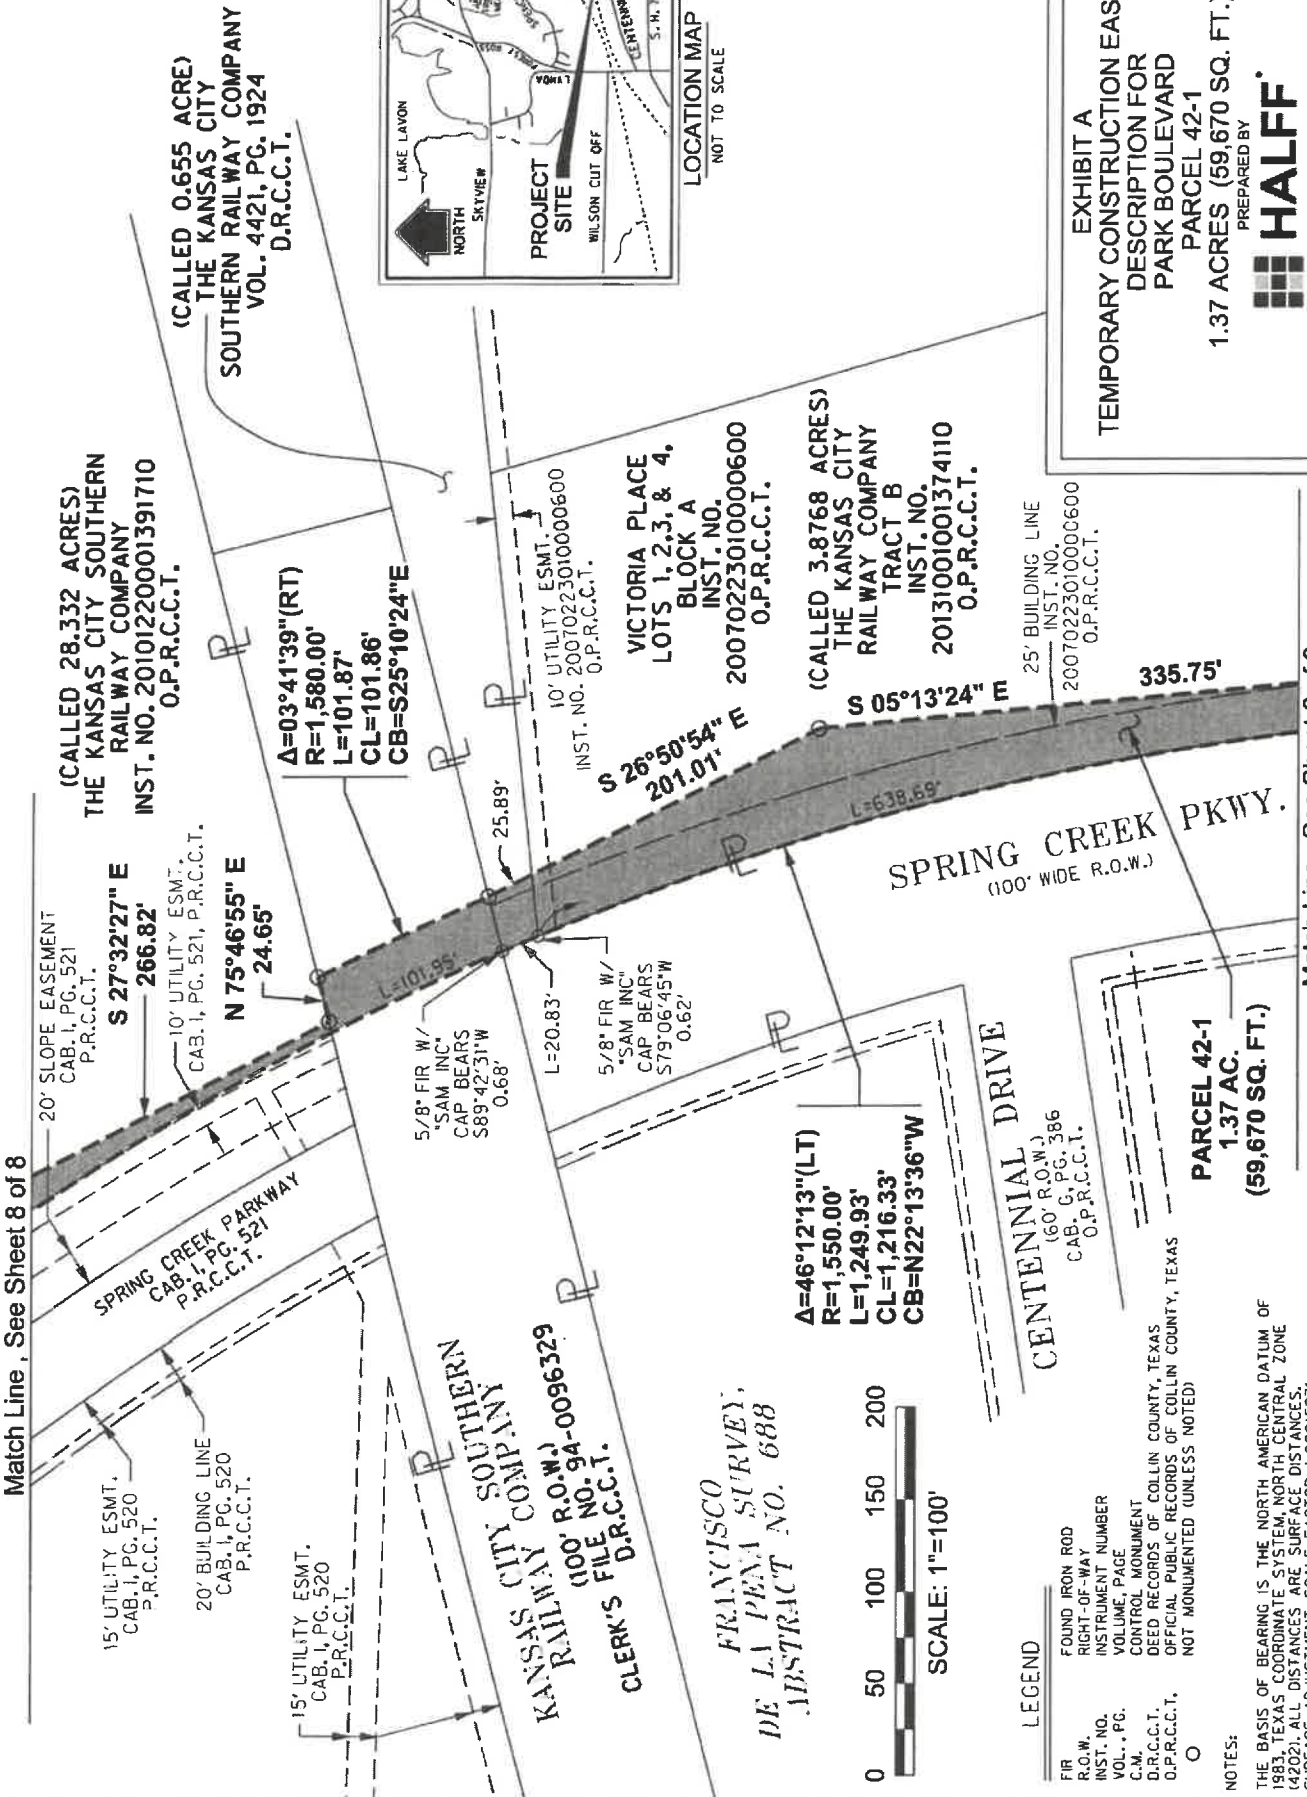 Match Line, See Sheet 8 of 8
20' SLOPE EASEMENT
CAB. I, PG. 521
P.R.C.C.T.
S 27°32'27" E
266.82'
10' UTILITY ESMT.
CAB. I, PG. 521, P.R.C.C.T.
N 75°46'55" E
24.65'
(CALLED 28.332 ACRES)
THE KANSAS CITY SOUTHERN
RAILWAY COMPANY
INST. NO. 20101220001391710
O.P.R.C.C.T.
(CALLED 0.655 ACRE)
THE KANSAS CITY
SOUTHERN RAILWAY COMPANY
VOL. 4421, PG. 1924
D.R.C.C.T.
15' UTILITY ESMT.
CAB. I, PG. 520
P.R.C.C.T.
20' BUILDING LINE
CAB. I, PG. 520
P.R.C.C.T.
15' UTILITY ESMT.
CAB. I, PG. 520
P.R.C.C.T.
SPRING CREEK PARKWAY
CAB. I, PG. 521
P.R.C.C.T.
Δ=03°41'39"(RT)
R=1,580.00'
L=101.87'
CL=101.86'
CB=S25°10'24"E
L=101.95'
25.89'
5/8" FIR W/
"SAM INC"
CAP BEARS
S89°42'31"W
0.68'
L=20.83'
5/8" FIR W/
"SAM INC"
CAP BEARS
S79°06'45"W
0.62'
10' UTILITY ESMT.
INST. NO. 20070223010000600
O.P.R.C.C.T.
LAKE LAVON
NORTH
SKYVIEW
PROJECT
SITE
WILSON CUT OFF
LYNDA
LOCATION MAP
NOT TO SCALE
KANSAS CITY SOUTHERN
RAILWAY COMPANY
(100' R.O.W.)
CLERK'S FILE NO. 94-0096329
D.R.C.C.T.
S 26°50'54" E
201.01'
VICTORIA PLACE
LOTS 1, 2,3, & 4,
BLOCK A
INST. NO.
20070223010000600
O.P.R.C.C.T.
(CALLED 3.8768 ACRES)
THE KANSAS CITY
RAILWAY COMPANY
TRACT B
INST. NO.
20131001001374110
O.P.R.C.C.T.
S 05°13'24" E
335.75'
25' BUILDING LINE
INST. NO.
20070223010000600
O.P.R.C.C.T.
L=638.69'
SPRING CREEK PKWY.
(100' WIDE R.O.W.)
Δ=46°12'13"(LT)
R=1,550.00'
L=1,249.93'
CL=1,216.33'
CB=N22°13'36"W
CENTENNIAL DRIVE
(60' R.O.W.)
CAB. G, PG. 386
O.P.R.C.C.T.
PARCEL 42-1
1.37 AC.
(59,670 SQ. FT.)
FRANCISCO
DE LA PENA SURVEY,
ABSTRACT NO. 688
0 50 100 150 200
SCALE: 1"=100'
LEGEND
FIR FOUND IRON ROD
R.O.W. RIGHT-OF-WAY
INST. NO. INSTRUMENT NUMBER
VOL., PG. VOLUME, PAGE
C.M. CONTROL MONUMENT
D.R.C.C.T. DEED RECORDS OF COLLIN COUNTY, TEXAS
O.P.R.C.C.T. OFFICIAL PUBLIC RECORDS OF COLLIN COUNTY, TEXAS
NOT MONUMENTED (UNLESS NOTED)
NOTES:
THE BASIS OF BEARING IS THE NORTH AMERICAN DATUM OF
1983, TEXAS COORDINATE SYSTEM, NORTH CENTRAL ZONE
(4202). ALL DISTANCES ARE SURFACE DISTANCES.
EXHIBIT A
TEMPORARY CONSTRUCTION EAS
DESCRIPTION FOR
PARK BOULEVARD
PARCEL 42-1
1.37 ACRES (59,670 SQ. FT.)
PREPARED BY
HALFF